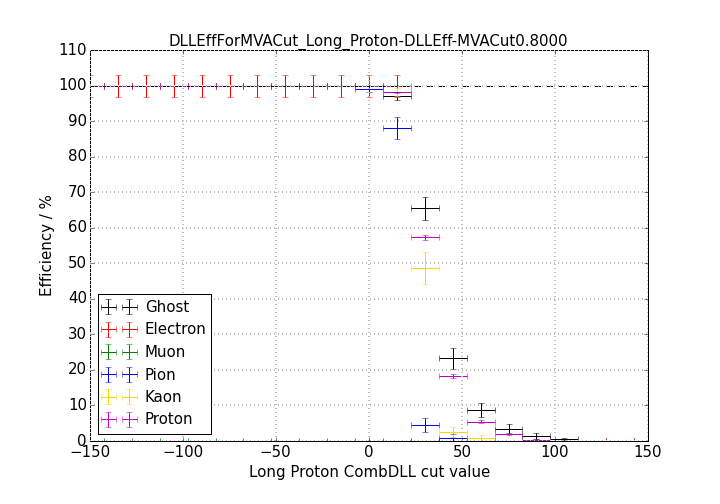 DLLEffForMVACut_Long_Proton-DLLEff-MVACut0.8000
110
100
90
80
70
60
50
40
30
20
10
0
Efficiency / %
Ghost
Electron
Muon
Pion
Kaon
Proton
−150 −100 −50 0 50 100 150
Long Proton CombDLL cut value